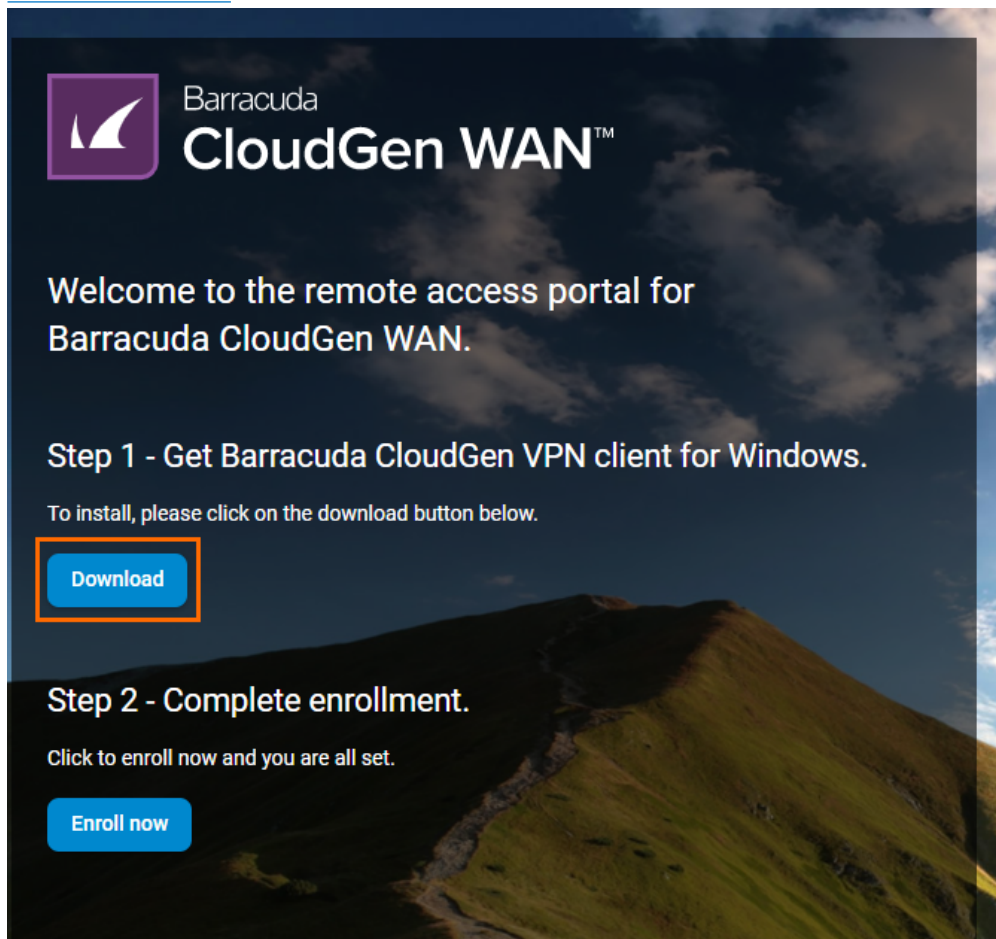 Barracuda
CloudGen WAN™
Welcome to the remote access portal for
Barracuda CloudGen WAN.
Step 1 - Get Barracuda CloudGen VPN client for Windows.
To install, please click on the download button below.
Download
Step 2 - Complete enrollment.
Click to enroll now and you are all set.
Enroll now